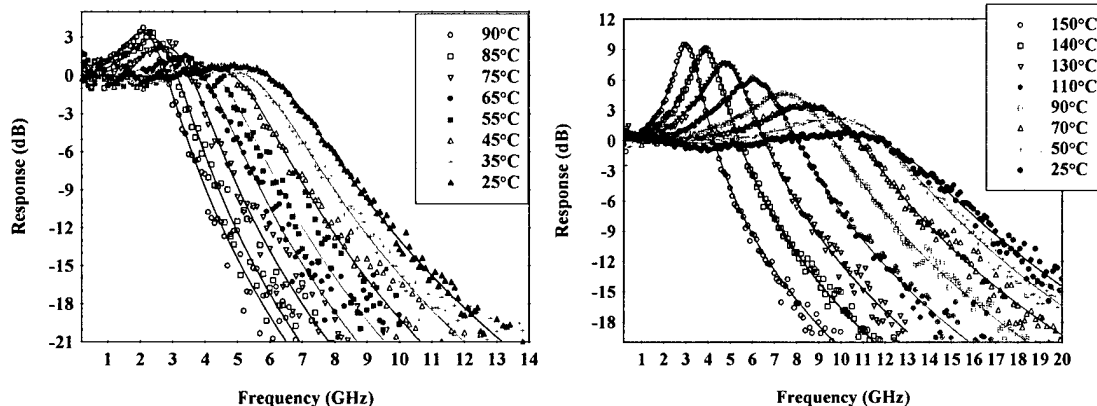 3
0
-3
-6
-9
-12
-15
-18
-21
Response (dB)
1 2 3 4 5 6 7 8 9 10 11 12 13 14
Frequency (GHz)
90°C
85°C
75°C
65°C
55°C
45°C
35°C
25°C
12
9
6
3
0
-3
-6
-9
-12
-15
-18
Response (dB)
1 2 3 4 5 6 7 8 9 10 11 12 13 14 15 16 17 18 19 20
Frequency (GHz)
150°C
140°C
130°C
110°C
90°C
70°C
50°C
25°C